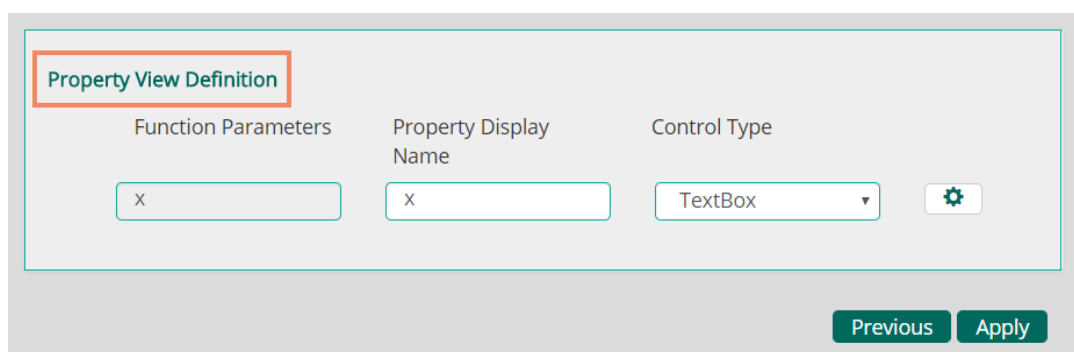 Property View Definition
Function Parameters Property Display Name Control Type
x x TextBox
Previous Apply